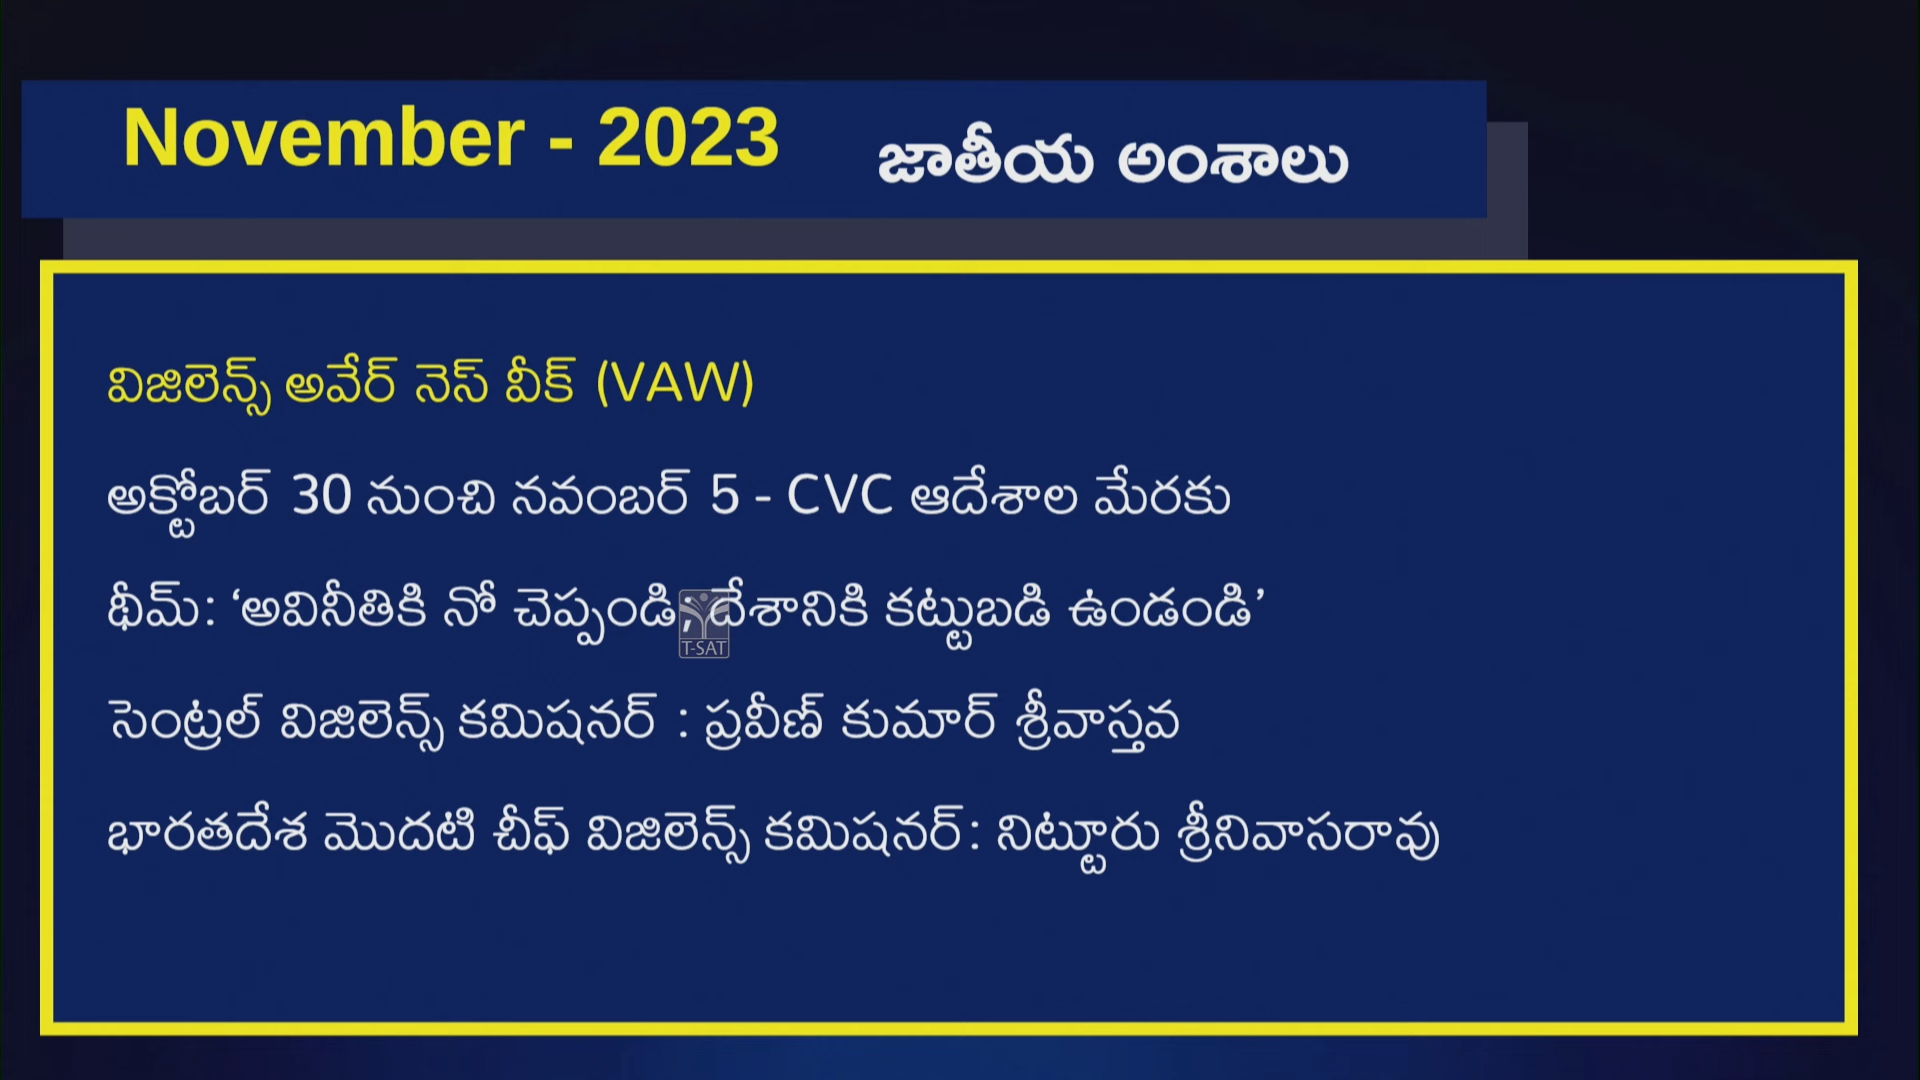 November - 2023 జాతీయ అంశాలు
విజిలెన్స్ అవేర్ నెస్ వీక్ (VAW)
అక్టోబర్ 30 నుంచి నవంబర్ 5 - CVC ఆదేశాల మేరకు
థీమ్: ‘అవినీతికి నో చెప్పండి; దేశానికి కట్టుబడి ఉండండి’
T-SAT
సెంట్రల్ విజిలెన్స్ కమిషనర్ : ప్రవీణ్ కుమార్ శ్రీవాస్తవ
భారతదేశ మొదటి చీఫ్ విజిలెన్స్ కమిషనర్: నిట్టూరు శ్రీనివాసరావు